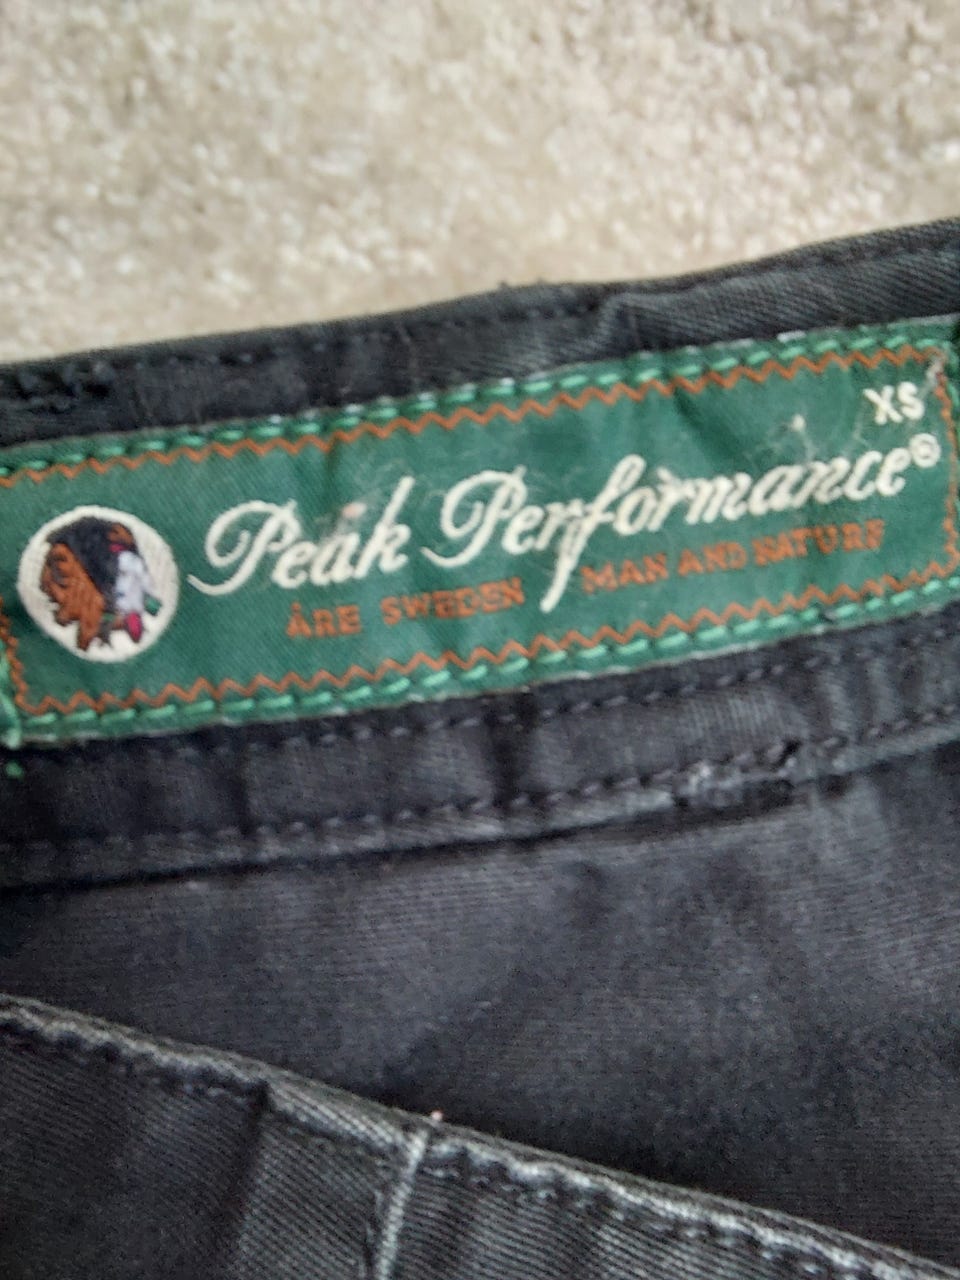 XS
Peak Performance®
ÅRE SWEDEN MAN AND NATURE